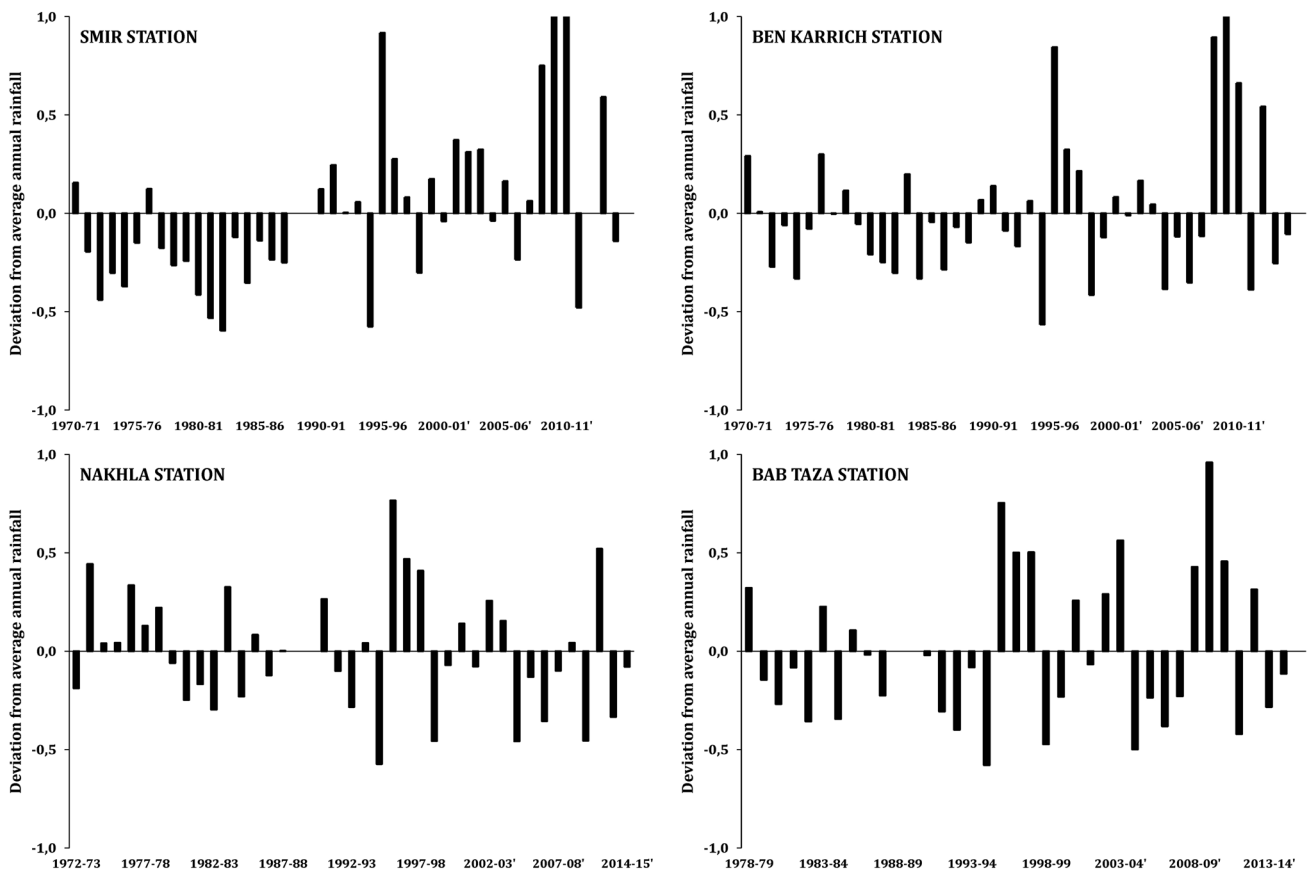 SMIR STATION
Deviation from average annual rainfall
1,0
0,5
0,0
-0,5
-1,0
1970-71 1975-76 1980-81 1985-86 1990-91 1995-96 2000-01' 2005-06' 2010-11'
BEN KARRICH STATION
Deviation from average annual rainfall
1,0
0,5
0,0
-0,5
-1,0
1970-71 1975-76 1980-81 1985-86 1990-91 1995-96 2000-01' 2005-06' 2010-11'
NAKHLA STATION
Deviation from average annual rainfall
1,0
0,5
0,0
-0,5
-1,0
1972-73 1977-78 1982-83 1987-88 1992-93 1997-98 2002-03' 2007-08' 2014-15'
BAB TAZA STATION
Deviation from average annual rainfall
1,0
0,5
0,0
-0,5
-1,0
1978-79 1983-84 1988-89 1993-94 1998-99 2003-04' 2008-09' 2013-14'